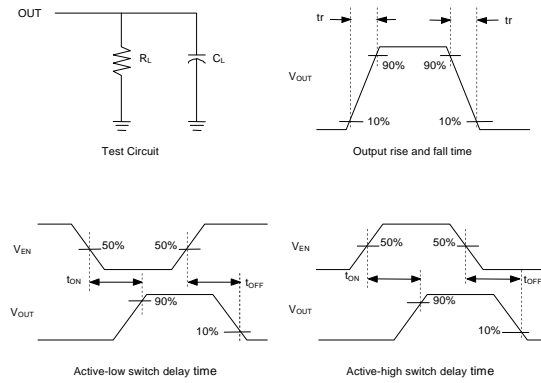 OUT
RL
CL
Test Circuit
tr
tr
VOUT
90%
90%
10%
10%
Output rise and fall time
VEN
50%
50%
tON
tOFF
VOUT
90%
10%
Active-low switch delay time
VEN
50%
50%
tON
tOFF
VOUT
90%
10%
Active-high switch delay time